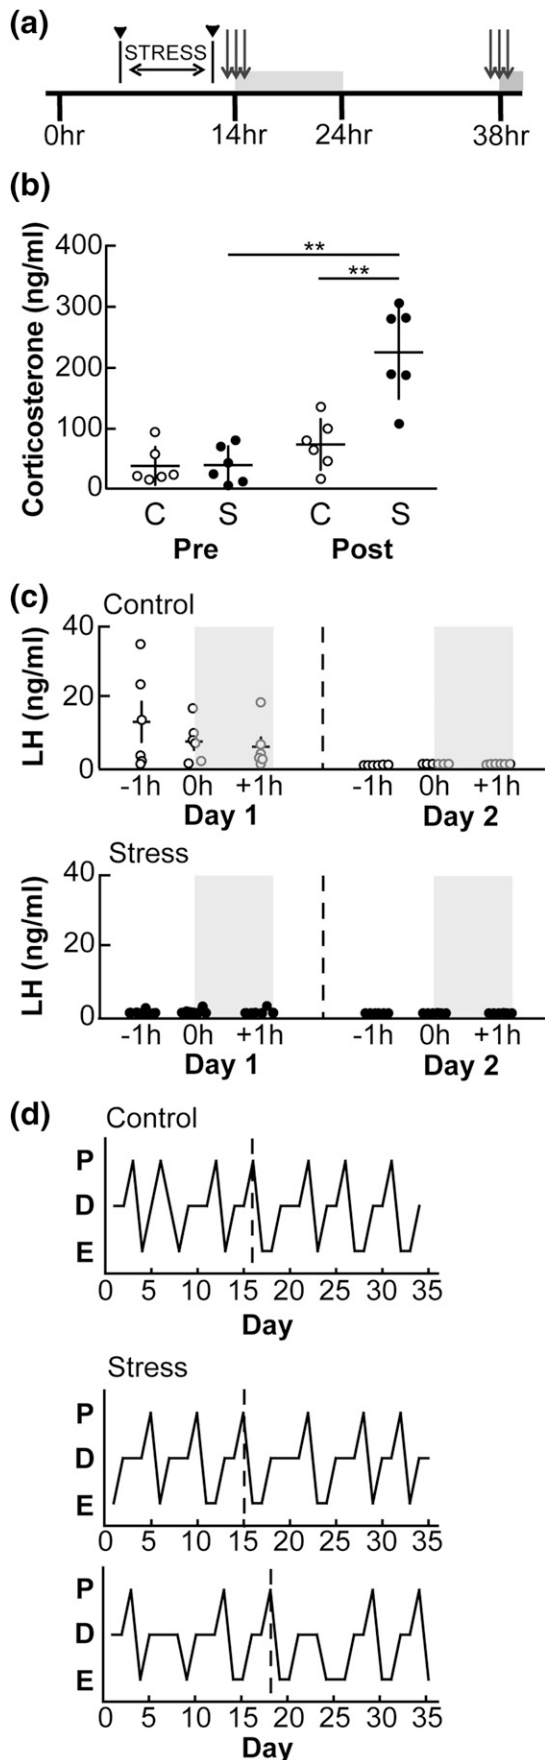 (a)
STRESS
0hr 14hr 24hr 38hr
(b)
Corticosterone (ng/ml)
400
300
200
100
0
**
**
C S C S
Pre Post
(c)
Control
LH (ng/ml)
40
20
0
-1h 0h +1h -1h 0h +1h
Day 1 Day 2
Stress
LH (ng/ml)
40
20
0
-1h 0h +1h -1h 0h +1h
Day 1 Day 2
(d)
Control
P
D
E
0 5 10 15 20 25 30 35
Day
Stress
P
D
E
0 5 10 15 20 25 30 35
P
D
E
0 5 10 15 20 25 30 35
Day